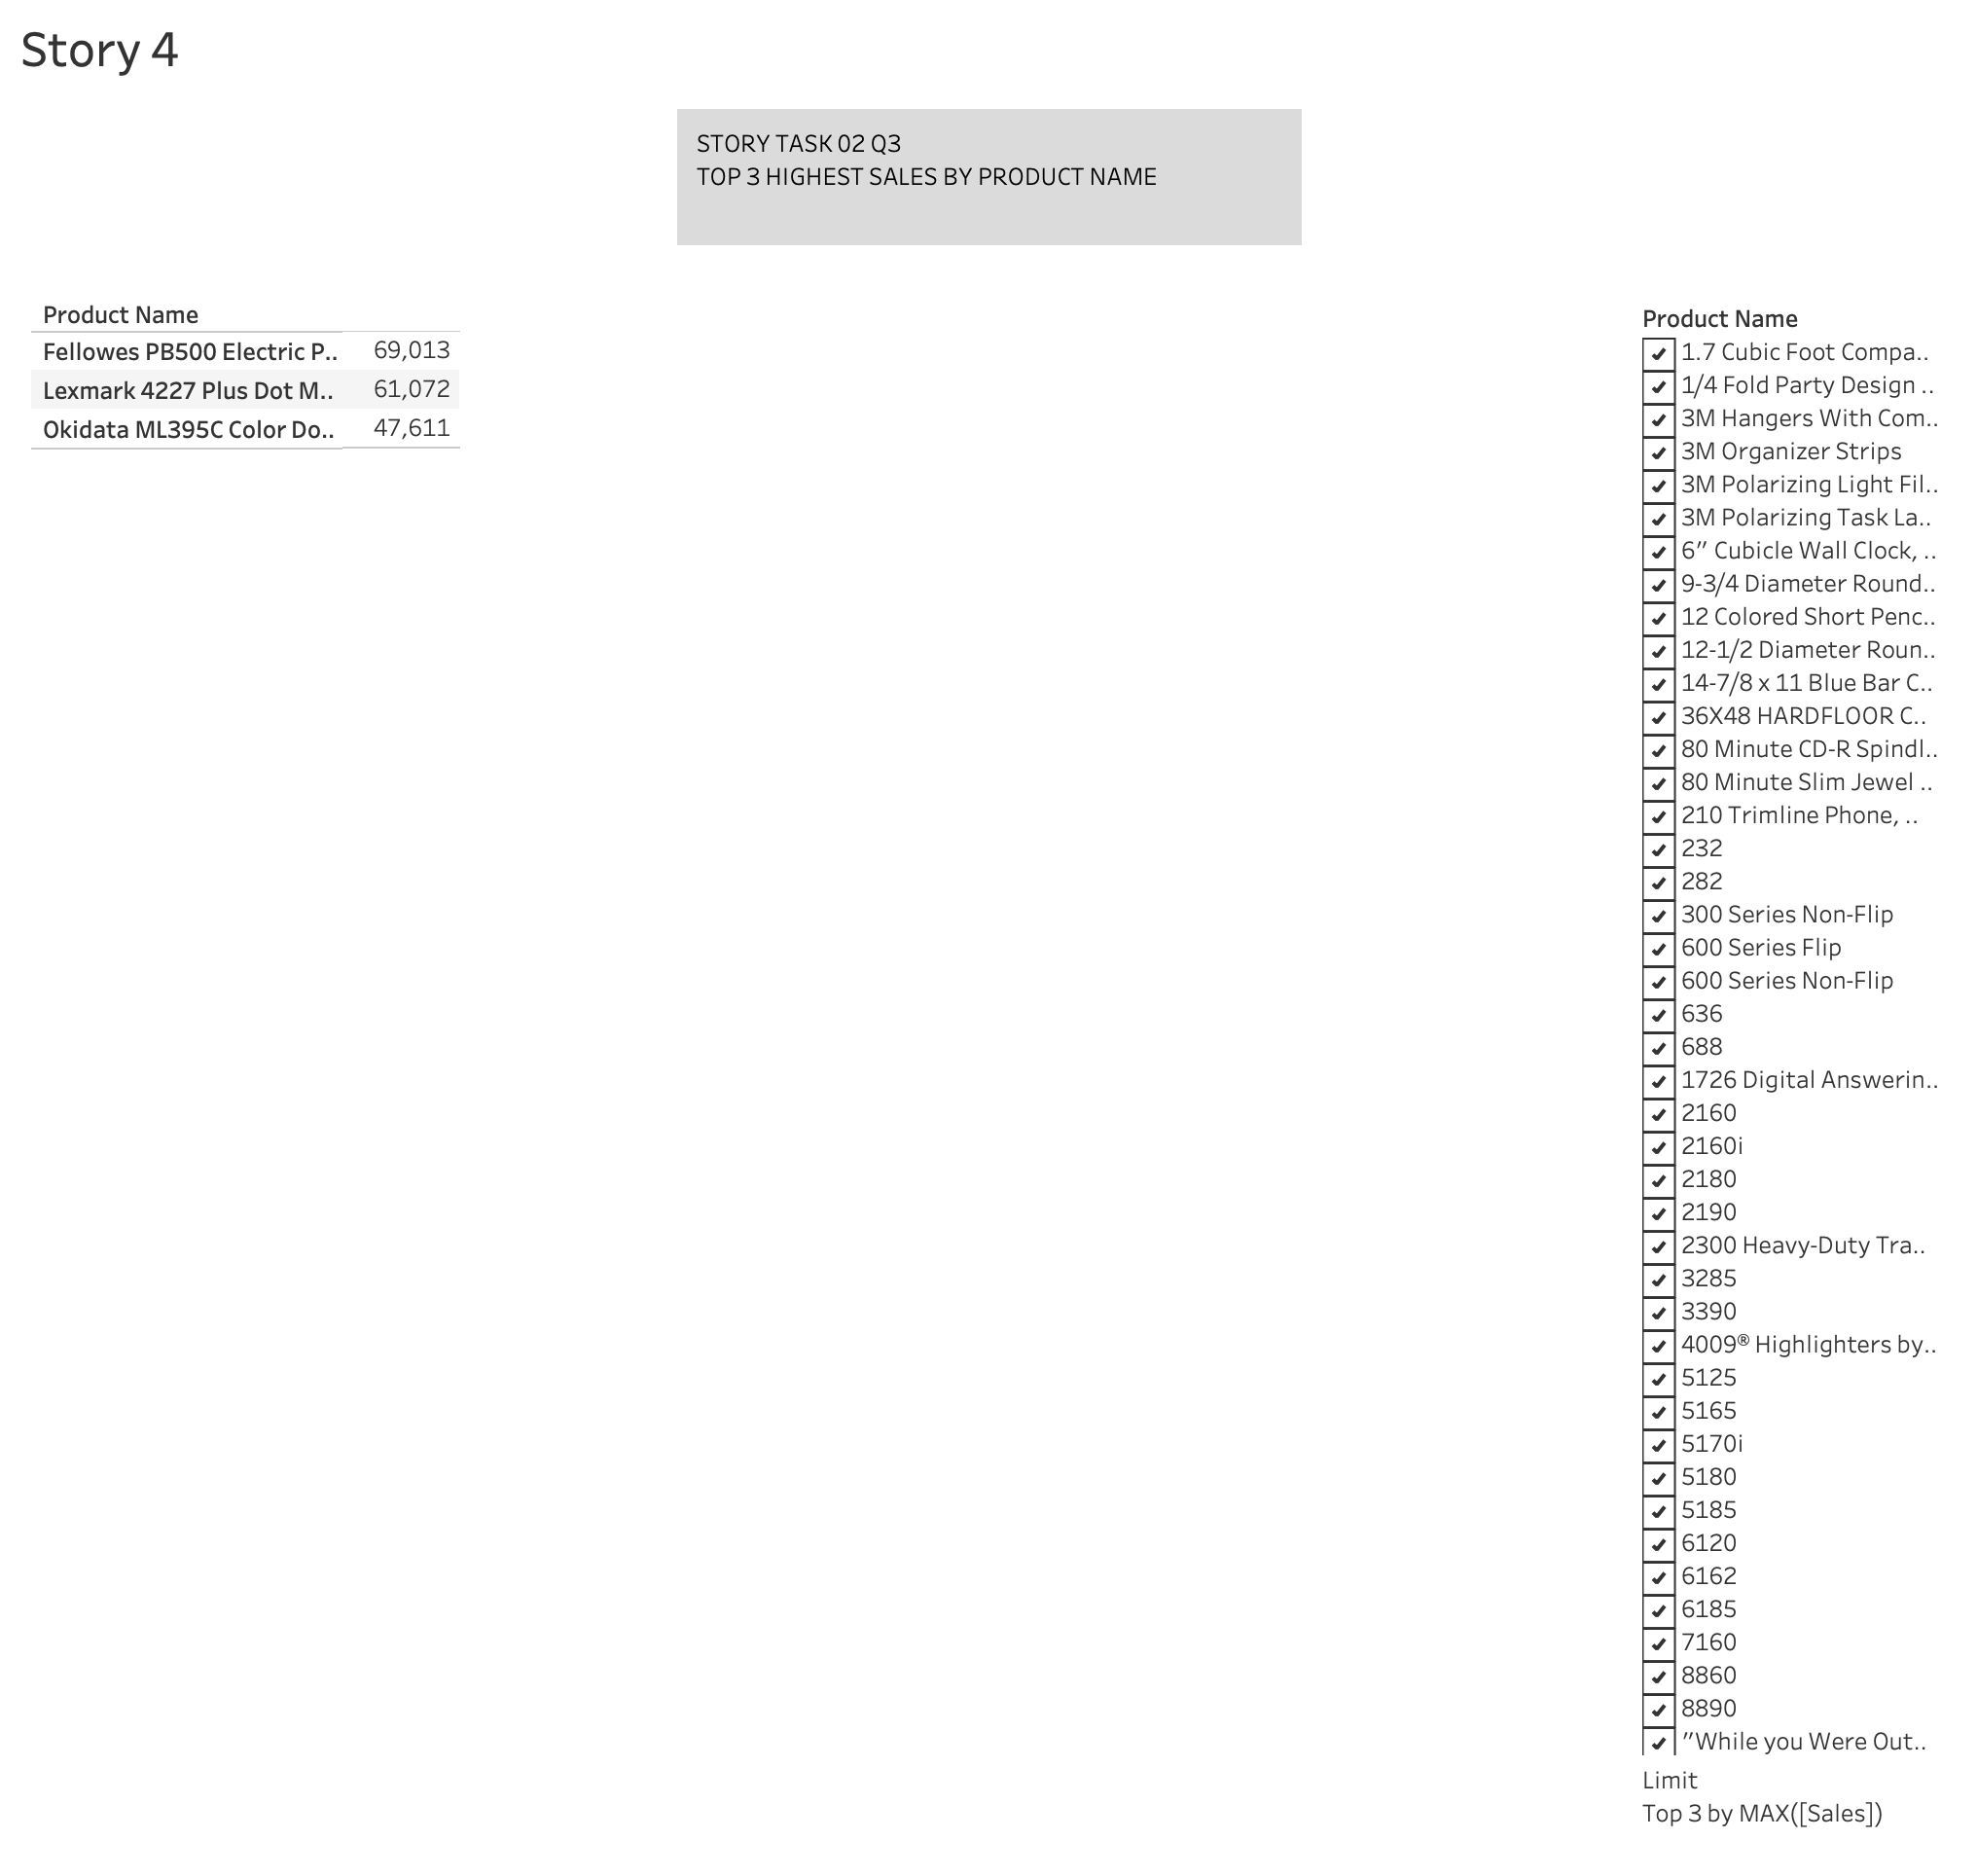 Story 4
STORY TASK 02 Q3
TOP 3 HIGHEST SALES BY PRODUCT NAME
Product Name
Fellowes PB500 Electric P.. 69,013
Lexmark 4227 Plus Dot M.. 61,072
Okidata ML395C Color Do.. 47,611
Product Name
1.7 Cubic Foot Compa..
1/4 Fold Party Design ..
3M Hangers With Com..
3M Organizer Strips
3M Polarizing Light Fil..
3M Polarizing Task La..
6" Cubicle Wall Clock, ..
9-3/4 Diameter Round..
12 Colored Short Penc..
12-1/2 Diameter Roun..
14-7/8 x 11 Blue Bar C..
36X48 HARDFLOOR C..
80 Minute CD-R Spindl..
80 Minute Slim Jewel ..
210 Trimline Phone, ..
232
282
300 Series Non-Flip
600 Series Flip
600 Series Non-Flip
636
688
1726 Digital Answerin..
2160
2160i
2180
2190
2300 Heavy-Duty Tra..
3285
3390
4009® Highlighters by..
5125
5165
5170i
5180
5185
6120
6162
6185
7160
8860
8890
"While you Were Out..
Limit
Top 3 by MAX([Sales])